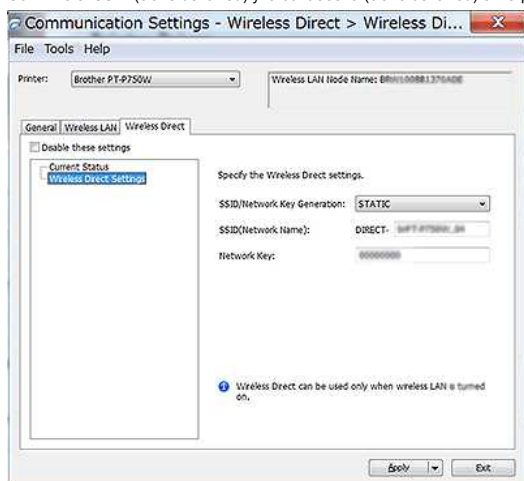 Communication Settings - Wireless Direct > Wireless Di...
File Tools Help
Printer: Brother PT-P750W Wireless LAN Node Name:
General Wireless LAN Wireless Direct
Disable these settings
Current Status
Wireless Direct Settings
Specify the Wireless Direct settings.
SSID/Network Key Generation: STATIC
SSID(Network Name): DIRECT-
Network Key:
Wireless Direct can be used only when wireless LAN is turned
on.
Apply Exit